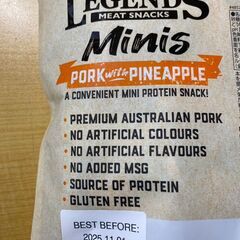 LEGENDS
MEAT SNACKS
Minis
PORK with PINEAPPLE
A CONVENIENT MINI PROTEIN SNACK!
• PREMIUM AUSTRALIAN PORK
• NO ARTIFICIAL COLOURS
• NO ARTIFICIAL FLAVOURS
• NO ADDED MSG
• SOURCE OF PROTEIN
• GLUTEN FREE
BEST BEFORE: